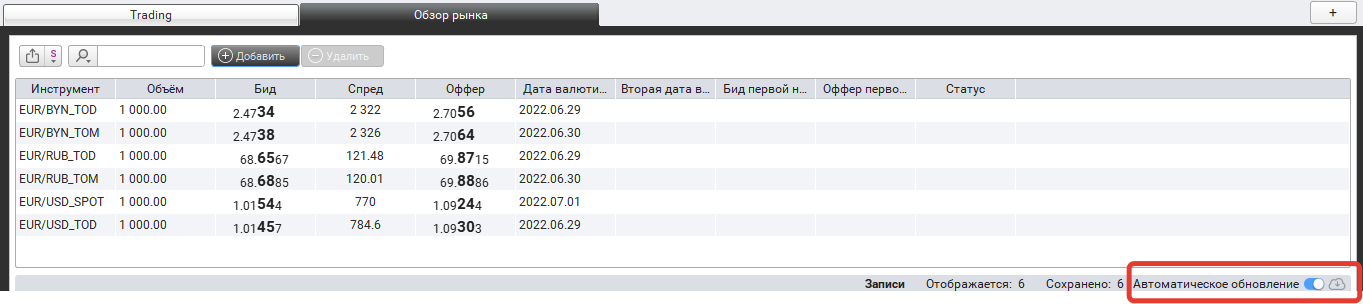 Trading Обзор рынка +
S Добавить Удалить
Инструмент Объём Бид Спред Оффер Дата валюти... Вторая дата в... Бид первой н... Оффер перво... Статус
EUR/BYN_TOD 1 000.00 2.4734 2 322 2.7056 2022.06.29
EUR/BYN_TOM 1 000.00 2.4738 2 326 2.7064 2022.06.30
EUR/RUB_TOD 1 000.00 68.6567 121.48 69.8715 2022.06.29
EUR/RUB_TOM 1 000.00 68.6885 120.01 69.8886 2022.06.30
EUR/USD_SPOT 1 000.00 1.01544 770 1.09244 2022.07.01
EUR/USD_TOD 1 000.00 1.01457 784.6 1.09303 2022.06.29
Записи Отображается: 6 Сохранено: 6 Автоматическое обновление